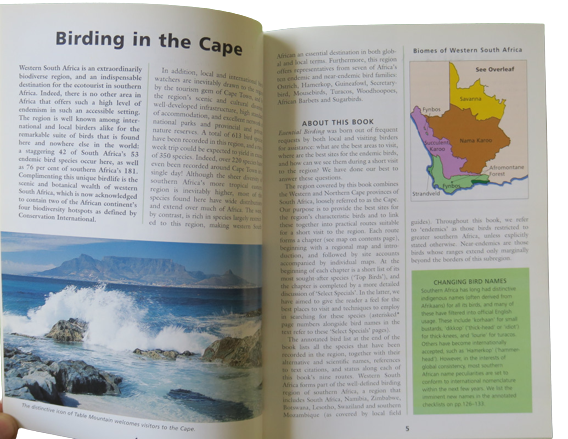 Birding in the Cape
Western South Africa is an extraordinarily
biodiverse region, and an indispensable
destination for the ecotourist in southern
Africa. Indeed, there is no other area in
Africa that offers such a high level of
endemism in such an accessible setting.
The region is well known among inter-
national and local birders alike for the
remarkable suite of birds that is found
here and nowhere else in the world:
a staggering 42 of South Africa's 53
endemic bird species occur here, as well
as 76 per cent of southern Africa's 181.
Complimenting this unique birdlife is the
scenic and botanical wealth of western
South Africa, which is now acknowledged
to contain two of the African continent's
four biodiversity hotspots as defined by
Conservation International.
In addition, local and international
watchers are inevitably drawn to the
by the tourism gem of Cape Town, and
the region's scenic and cultural
well-developed infrastructure, high
of accommodation, and excellent
national parks and provincial and
nature reserves. A total of 613 bird
have been recorded in this region, and a
week trip could be expected to yield in
of 350 species. Indeed, over 220 species
even been recorded around Cape Town in
single day! Although the sheer diversity
southern Africa's more tropical
region is inevitably higher, most of
species found here have wide
and extend over much of Africa. The
by contrast, is rich in species largely
ed to this region, making western South
The distinctive icon of Table Mountain welcomes visitors to the Cape.
African an essential destination in both glob-
al and local terms. Furthermore, this region
offers representatives from seven of Africa's
ten endemic and near-endemic bird families:
Ostrich, Hamerkop, Guineafowl, Secretary-
bird, Mousebirds, Turacos, Woodhoopoes,
African Barbets and Sugarbirds.
ABOUT THIS BOOK
Essential Birding was born out of frequent
requests by both local and visiting birders
for assistance: what are the best areas to visit,
where are the best sites for the endemic birds,
and how can we see them during a short visit
to the region? We have done our best to
answer these questions.
The region covered by this book combines
the Western and Northern Cape provinces of
South Africa, loosely referred to as the Cape.
Our purpose is to provide the best sites for
the region's characteristic birds and to link
these together into practical routes suitable
for a short visit to the region. Each route
forms a chapter (see map on contents page),
beginning with a regional map and intro-
duction, and followed by site accounts
accompanied by individual maps. At the
beginning of each chapter is a short list of its
most sought-after species ('Top Birds'), and
the chapter is completed by a more detailed
discussion of 'Select Specials'. In the latter, we
have aimed to give the reader a feel for the
best places to visit and techniques to employ
in searching for these species (asterisked*
page numbers alongside bird names in the
text refer to these 'Select Specials' pages).
The annotated bird list at the end of the
book lists all the species that have been
recorded in the region, together with their
alternative and scientific names, references
to text citations, and status along each of
this book's nine routes. Western South
Africa forms part of the well-defined birding
region of southern Africa, a region that
includes South Africa, Namibia, Zimbabwe,
Botswana, Lesotho, Swaziland and southern
Mozambique (as covered by local field
Biomes of Western South Africa
See Overleaf
Savanna
Fynbos
Nama Karoo
Succulent
Karoo
Afromontane
Forest
Fynbos
Strandveld
guides). Throughout this book, we refer
to 'endemics' as those birds restricted to
greater southern Africa, unless explicitly
stated otherwise. Near-endemics are those
birds whose ranges extend only marginally
beyond the borders of this subregion.
CHANGING BIRD NAMES
Southern Africa has long had distinctive
indigenous names (often derived from
Afrikaans) for all its birds, and many of
these have filtered into official English
usage. These include 'korhaan' for small
bustards, 'dikkop' ('thick-head' or 'idiot')
for thick-knees, and 'lourie' for turacos.
Others have become internationally
accepted, such as 'hamerkop' ('hammer-
head'). However, in the interests of
global consistency, most southern
African name peculiarities are set to
conform to international nomenclature
within the next few years. We list the
imminent new names in the annotated
checklists on pp.126–133.
5